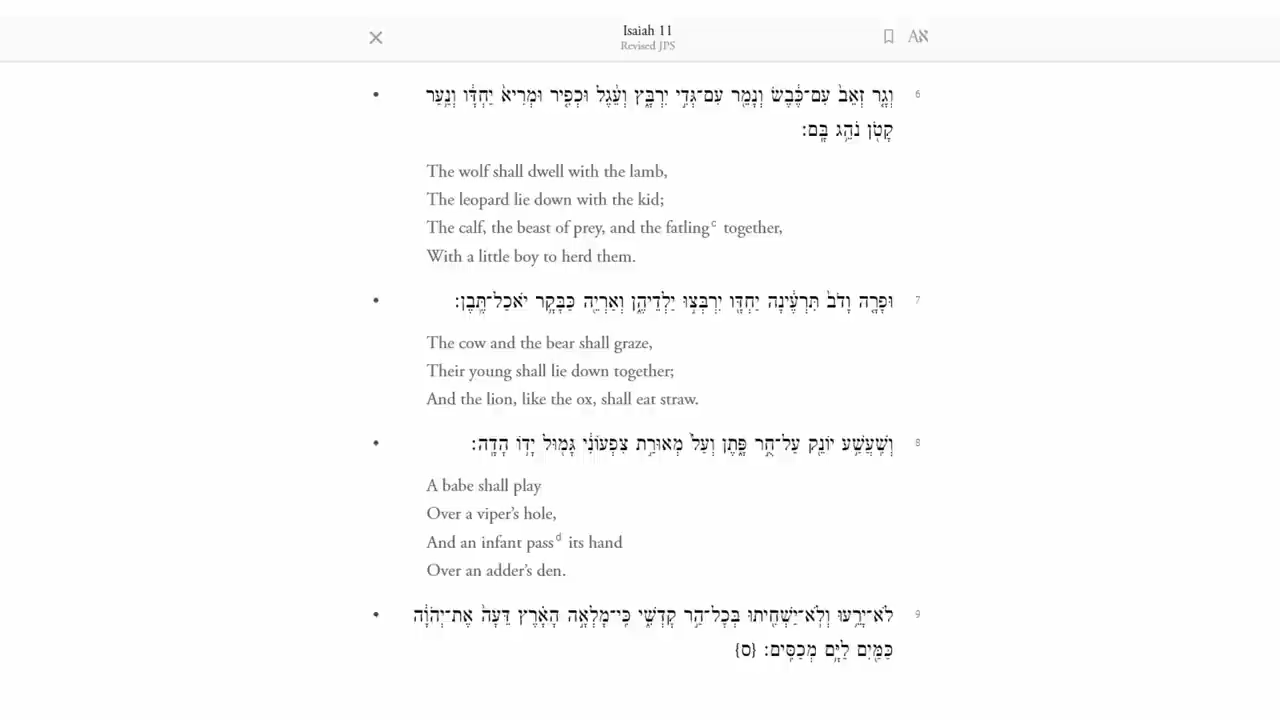 Isaiah 11
Revised JPS
Aא
6
וְגָ֤ר זְאֵב֙ עִם־כֶּ֔בֶשׂ וְנָמֵ֖ר עִם־גְּדִ֣י יִרְבָּ֑ץ וְעֵ֨גֶל וּכְפִ֤יר וּמְרִיא֙ יַחְדָּ֔ו וְנַ֥עַר
קָטֹ֖ן נֹהֵ֥ג בָּֽם׃
The wolf shall dwell with the lamb,
The leopard lie down with the kid;
The calf, the beast of prey, and the fatling c together,
With a little boy to herd them.
7
וּפָרָ֤ה וָדֹב֙ תִּרְעֶ֔ינָה יַחְדָּ֖ו יִרְבְּצ֣וּ יַלְדֵיהֶ֑ן וְאַרְיֵ֖ה כַּבָּקָ֥ר יֹֽאכַל־תֶּֽבֶן׃
The cow and the bear shall graze,
Their young shall lie down together;
And the lion, like the ox, shall eat straw.
8
וְשִֽׁעֲשַׁ֥ע יוֹנֵ֖ק עַל־חֻ֣ר פָּ֑תֶן וְעַל֙ מְאוּרַ֣ת צִפְעוֹנִ֔י גָּמ֖וּל יָד֥וֹ הָדָֽה׃
A babe shall play
Over a viper’s hole,
And an infant pass d its hand
Over an adder’s den.
9
לֹֽא־יָרֵ֥עוּ וְלֹֽא־יַשְׁחִ֖יתוּ בְּכׇל־הַ֣ר קׇדְשִׁ֑י כִּֽי־מָלְאָ֣ה הָאָ֗רֶץ דֵּעָה֙ אֶת־יְהֹוָ֔ה
כַּמַּ֖יִם לַיָּ֥ם מְכַסִּֽים׃ {ס}